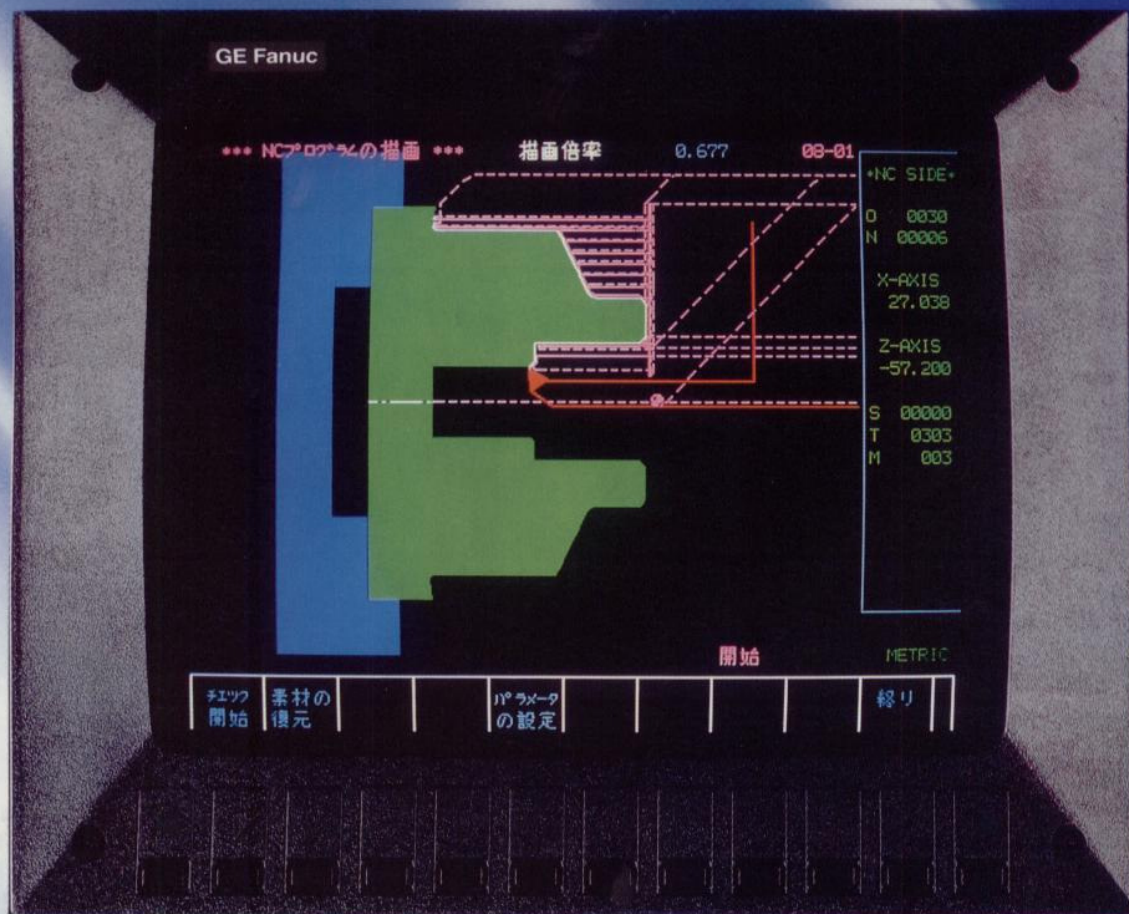 GE Fanuc
*** NCプログラムの描画 *** 描画倍率 0.677 08-01
*NC SIDE*
O 0030
N 00006
X-AXIS
27.038
Z-AXIS
-57.200
S 00000
T 0303
M 003
開始 METRIC
チエック開始
素材の復元
パラメータの設定
終り